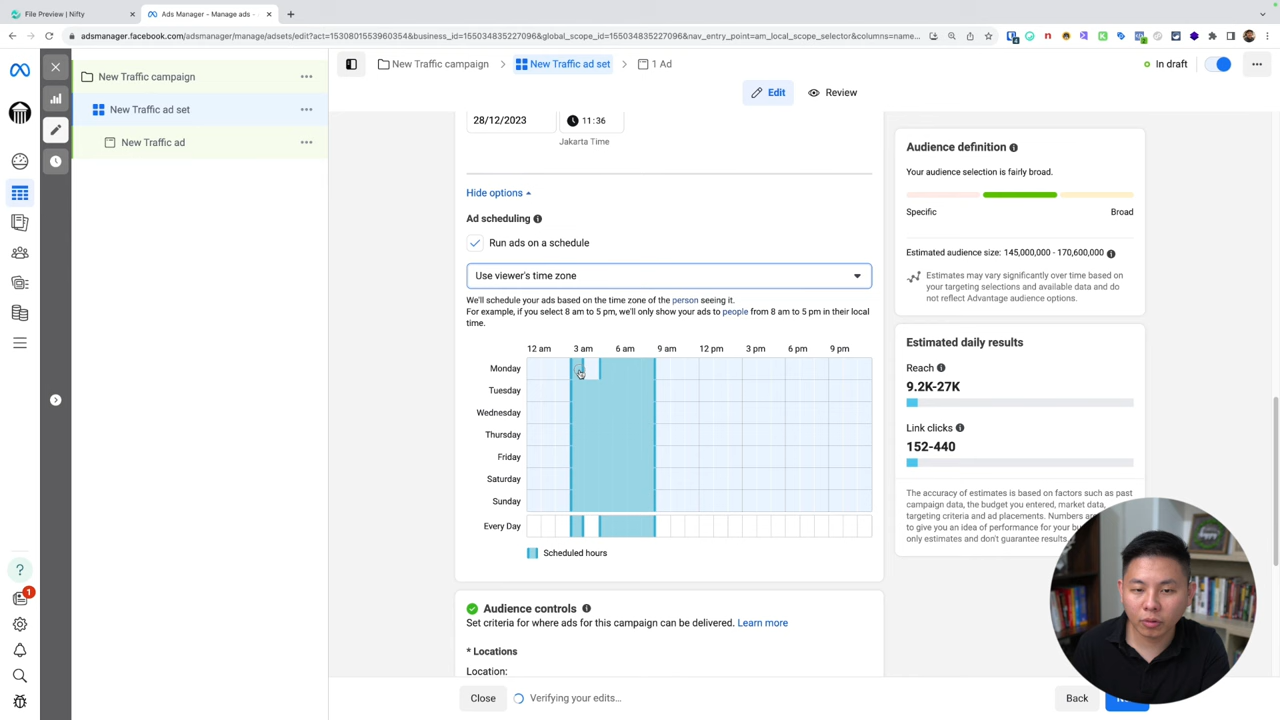 File Preview | Nifty
Ads Manager - Manage ads -
adsmanager.facebook.com/adsmanager/manage/adsets/edit?act=1530801553960354&business_id=155034835227096&global_scope_id=155034835227096&nav_entry_point=am_local_scope_selector&columns=name...
New Traffic campaign
New Traffic ad set
New Traffic ad
1
New Traffic campaign
New Traffic ad set
1 Ad
In draft
Edit
Review
28/12/2023
11:36
Jakarta Time
Hide options
Ad scheduling
Run ads on a schedule
Use viewer's time zone
We'll schedule your ads based on the time zone of the person seeing it.
For example, if you select 8 am to 5 pm, we'll only show your ads to people from 8 am to 5 pm in their local
time.
12 am 3 am 6 am 9 am 12 pm 3 pm 6 pm 9 pm
Monday
Tuesday
Wednesday
Thursday
Friday
Saturday
Sunday
Every Day
Scheduled hours
Audience controls
Set criteria for where ads for this campaign can be delivered. Learn more
* Locations
Location:
Close
Verifying your edits...
Back
Audience definition
Your audience selection is fairly broad.
Specific
Broad
Estimated audience size: 145,000,000 - 170,600,000
Estimates may vary significantly over time based on
your targeting selections and available data and do
not reflect Advantage audience options.
Estimated daily results
Reach
9.2K-27K
Link clicks
152-440
The accuracy of estimates is based on factors such as past
campaign data, the budget you entered, market data,
targeting criteria and ad placements. Numbers are
to give you an idea of performance for your
only estimates and don't guarantee results.